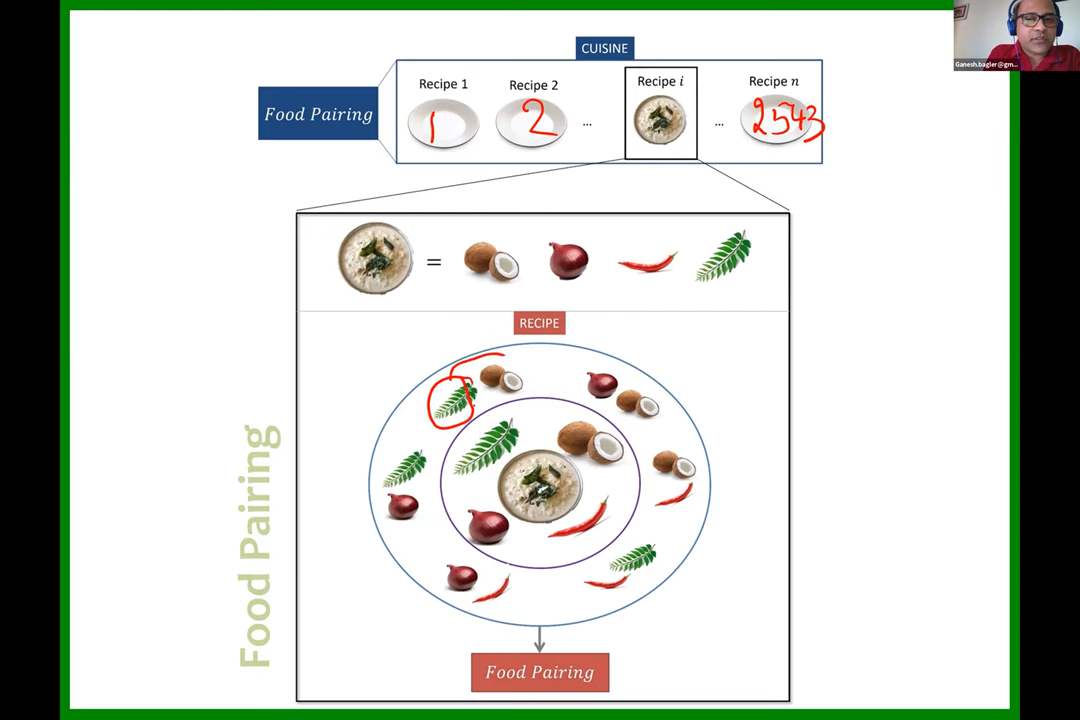 CUISINE
Food Pairing
Recipe 1
Recipe 2
Recipe i
Recipe n
1
2
...
...
2543
=
RECIPE
Food Pairing
Food Pairing
Ganesh.bagler@gm...